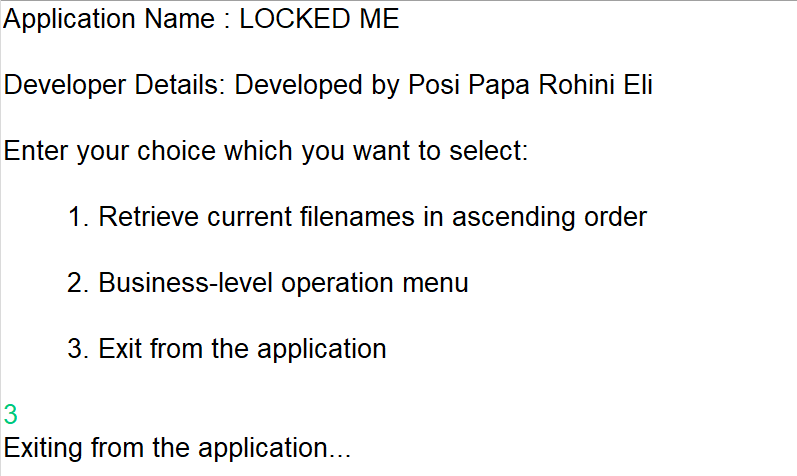 Application Name : LOCKED ME
Developer Details: Developed by Posi Papa Rohini Eli
Enter your choice which you want to select:
1. Retrieve current filenames in ascending order
2. Business-level operation menu
3. Exit from the application
3
Exiting from the application...